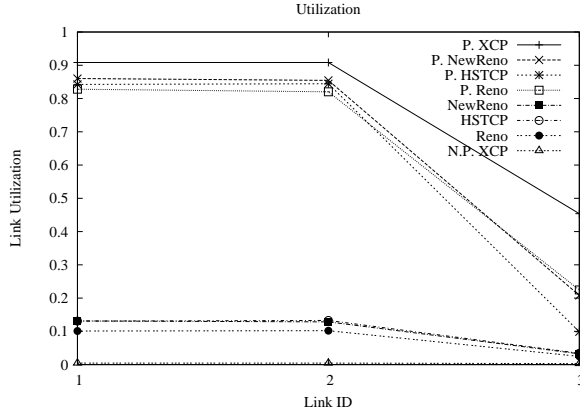 Utilization
1
0.9
0.8
0.7
0.6
0.5
0.4
0.3
0.2
0.1
0
Link Utilization
P. XCP
P. NewReno
P. HSTCP
P. Reno
NewReno
HSTCP
Reno
N.P. XCP
1
2
3
Link ID